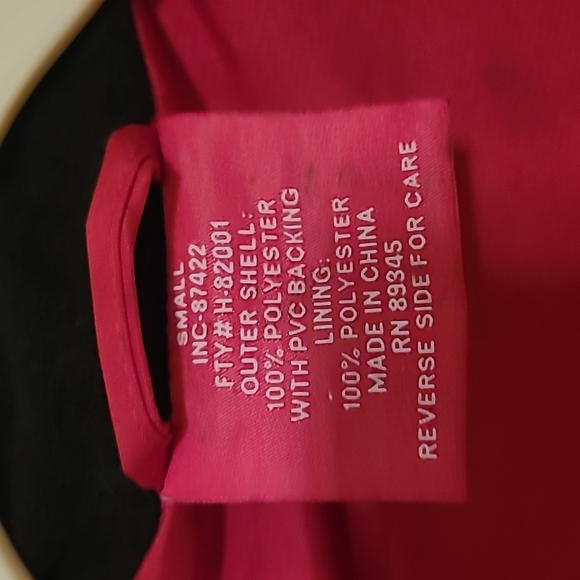 SMALL
INC-87422
FTY# H-82001
OUTER SHELL:
100% POLYESTER
WITH PVC BACKING
LINING:
100% POLYESTER
MADE IN CHINA
RN 89345
REVERSE SIDE FOR CARE